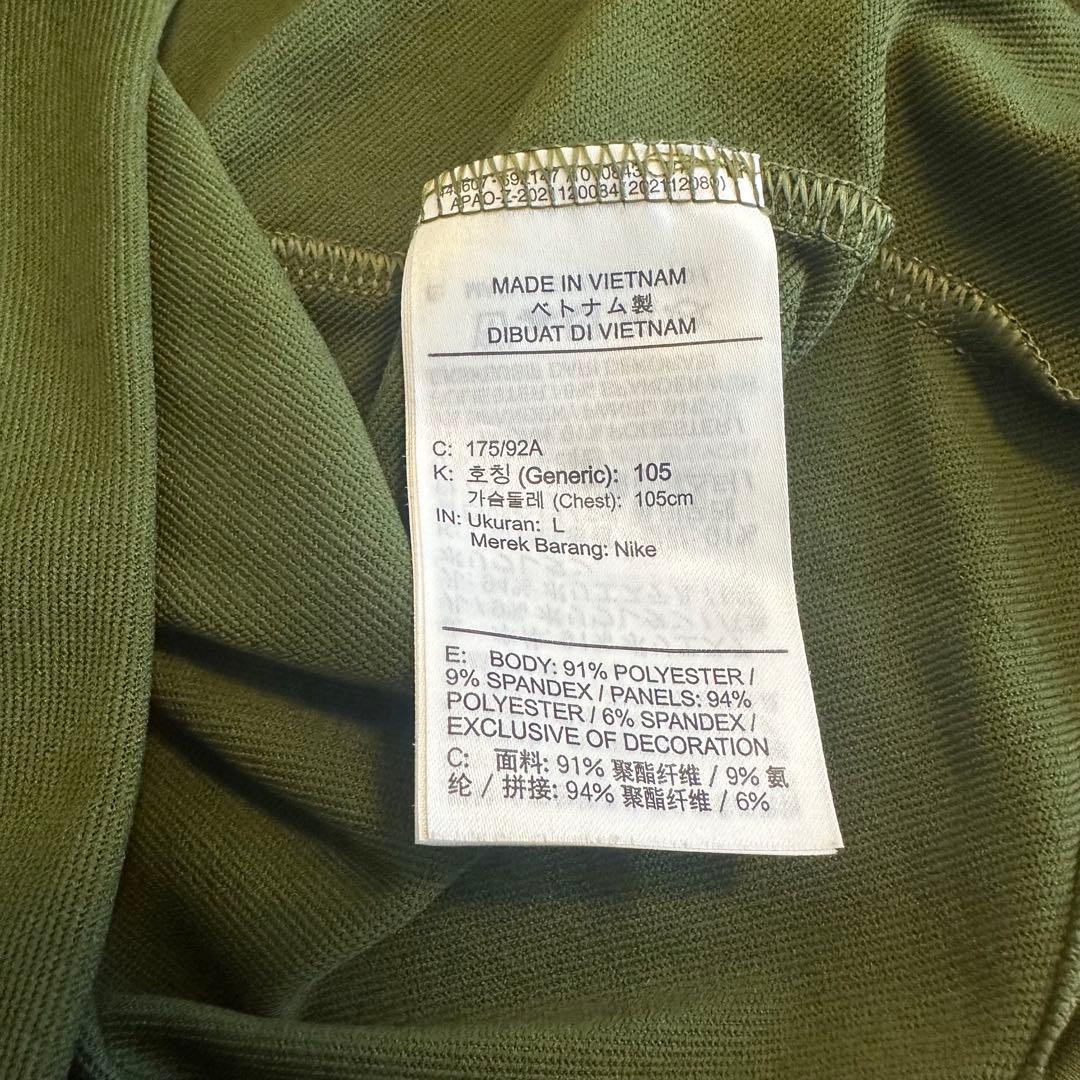 APAO-Z-202112084(20211208)
MADE IN VIETNAM
ベトナム製
DIBUAT DI VIETNAM
C: 175/92A
K: 호칭 (Generic): 105
가슴둘레 (Chest): 105cm
IN: Ukuran: L
Merek Barang: Nike
E: BODY: 91% POLYESTER /
9% SPANDEX / PANELS: 94%
POLYESTER / 6% SPANDEX /
EXCLUSIVE OF DECORATION
C: 面料: 91% 聚酯纤维 / 9% 氨
纶 / 拼接: 94% 聚酯纤维 / 6%